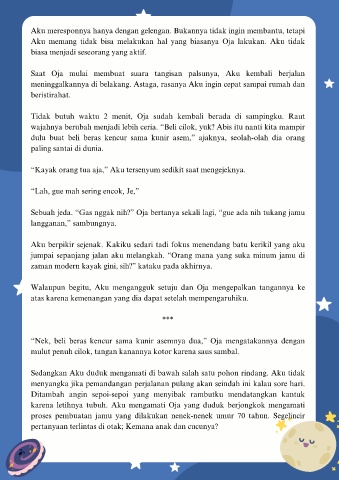 Aku meresponnya hanya dengan gelengan. Bukannya tidak ingin membantu, tetapi
Aku memang tidak bisa melakukan hal yang biasanya Oja lakukan. Aku tidak
biasa menjadi seseorang yang aktif.
Saat Oja mulai membuat suara tangisan palsunya, Aku kembali berjalan
meninggalkannya di belakang. Astaga, rasanya Aku ingin cepat sampai rumah dan
beristirahat.
Tidak butuh waktu 2 menit, Oja sudah kembali berada di sampingku. Raut
wajahnya berubah menjadi lebih ceria. “Beli cilok, yuk? Abis itu nanti kita mampir
dulu buat beli beras kencur sama kunir asem,” ajaknya, seolah-olah dia orang
paling santai di dunia.
“Kayak orang tua aja,” Aku tersenyum sedikit saat mengejeknya.
“Lah, gue mah sering encok, Je,”
Sebuah jeda. “Gas nggak nih?” Oja bertanya sekali lagi, “gue ada nih tukang jamu
langganan,” sambungnya.
Aku berpikir sejenak. Kakiku sedari tadi fokus menendang batu kerikil yang aku
jumpai sepanjang jalan aku melangkah. “Orang mana yang suka minum jamu di
zaman modern kayak gini, sih?” kataku pada akhirnya.
Walaupun begitu, Aku mengangguk setuju dan Oja mengepalkan tangannya ke
atas karena kemenangan yang dia dapat setelah mempengaruhiku.
***
“Nek, beli beras kencur sama kunir asemnya dua,” Oja mengatakannya dengan
mulut penuh cilok, tangan kanannya kotor karena saus sambal.
Sedangkan Aku duduk mengamati di bawah salah satu pohon rindang. Aku tidak
menyangka jika pemandangan perjalanan pulang akan seindah ini kalau sore hari.
Ditambah angin sepoi-sepoi yang menyibak rambutku mendatangkan kantuk
karena letihnya tubuh. Aku mengamati Oja yang duduk berjongkok mengamati
proses pembuatan jamu yang dilakukan nenek-nenek umur 70 tahun. Segelincir
pertanyaan terlintas di otak; Kemana anak dan cucunya?